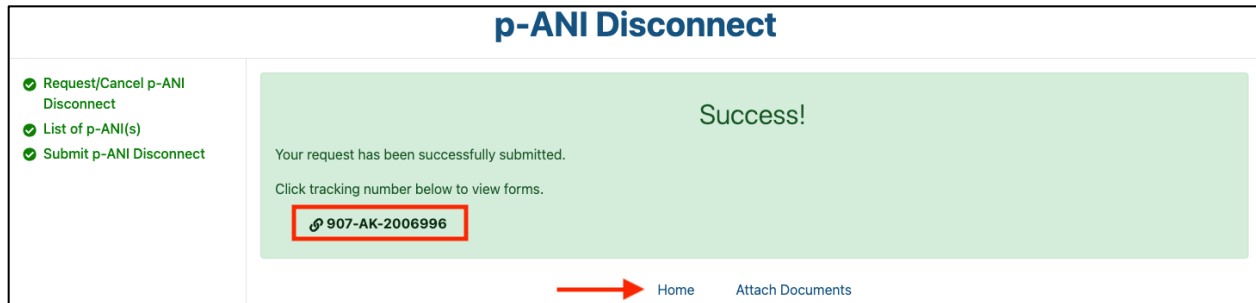 p-ANI Disconnect
Request/Cancel p-ANI
Disconnect
List of p-ANI(s)
Submit p-ANI Disconnect
Success!
Your request has been successfully submitted.
Click tracking number below to view forms.
907-AK-2006996
Home Attach Documents